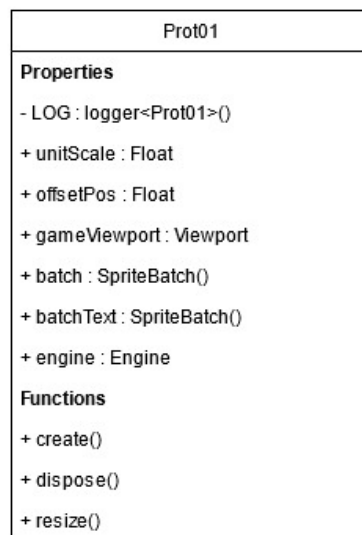 Prot01
Properties
- LOG : logger<Prot01>()
+ unitScale : Float
+ offsetPos : Float
+ gameViewport : Viewport
+ batch : SpriteBatch()
+ batchText : SpriteBatch()
+ engine : Engine
Functions
+ create()
+ dispose()
+ resize()